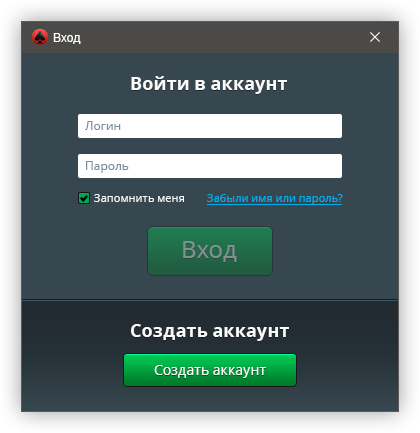 Вход
Войти в аккаунт
Логин
Пароль
Запомнить меня Забыли имя или пароль?
Вход
Создать аккаунт
Создать аккаунт